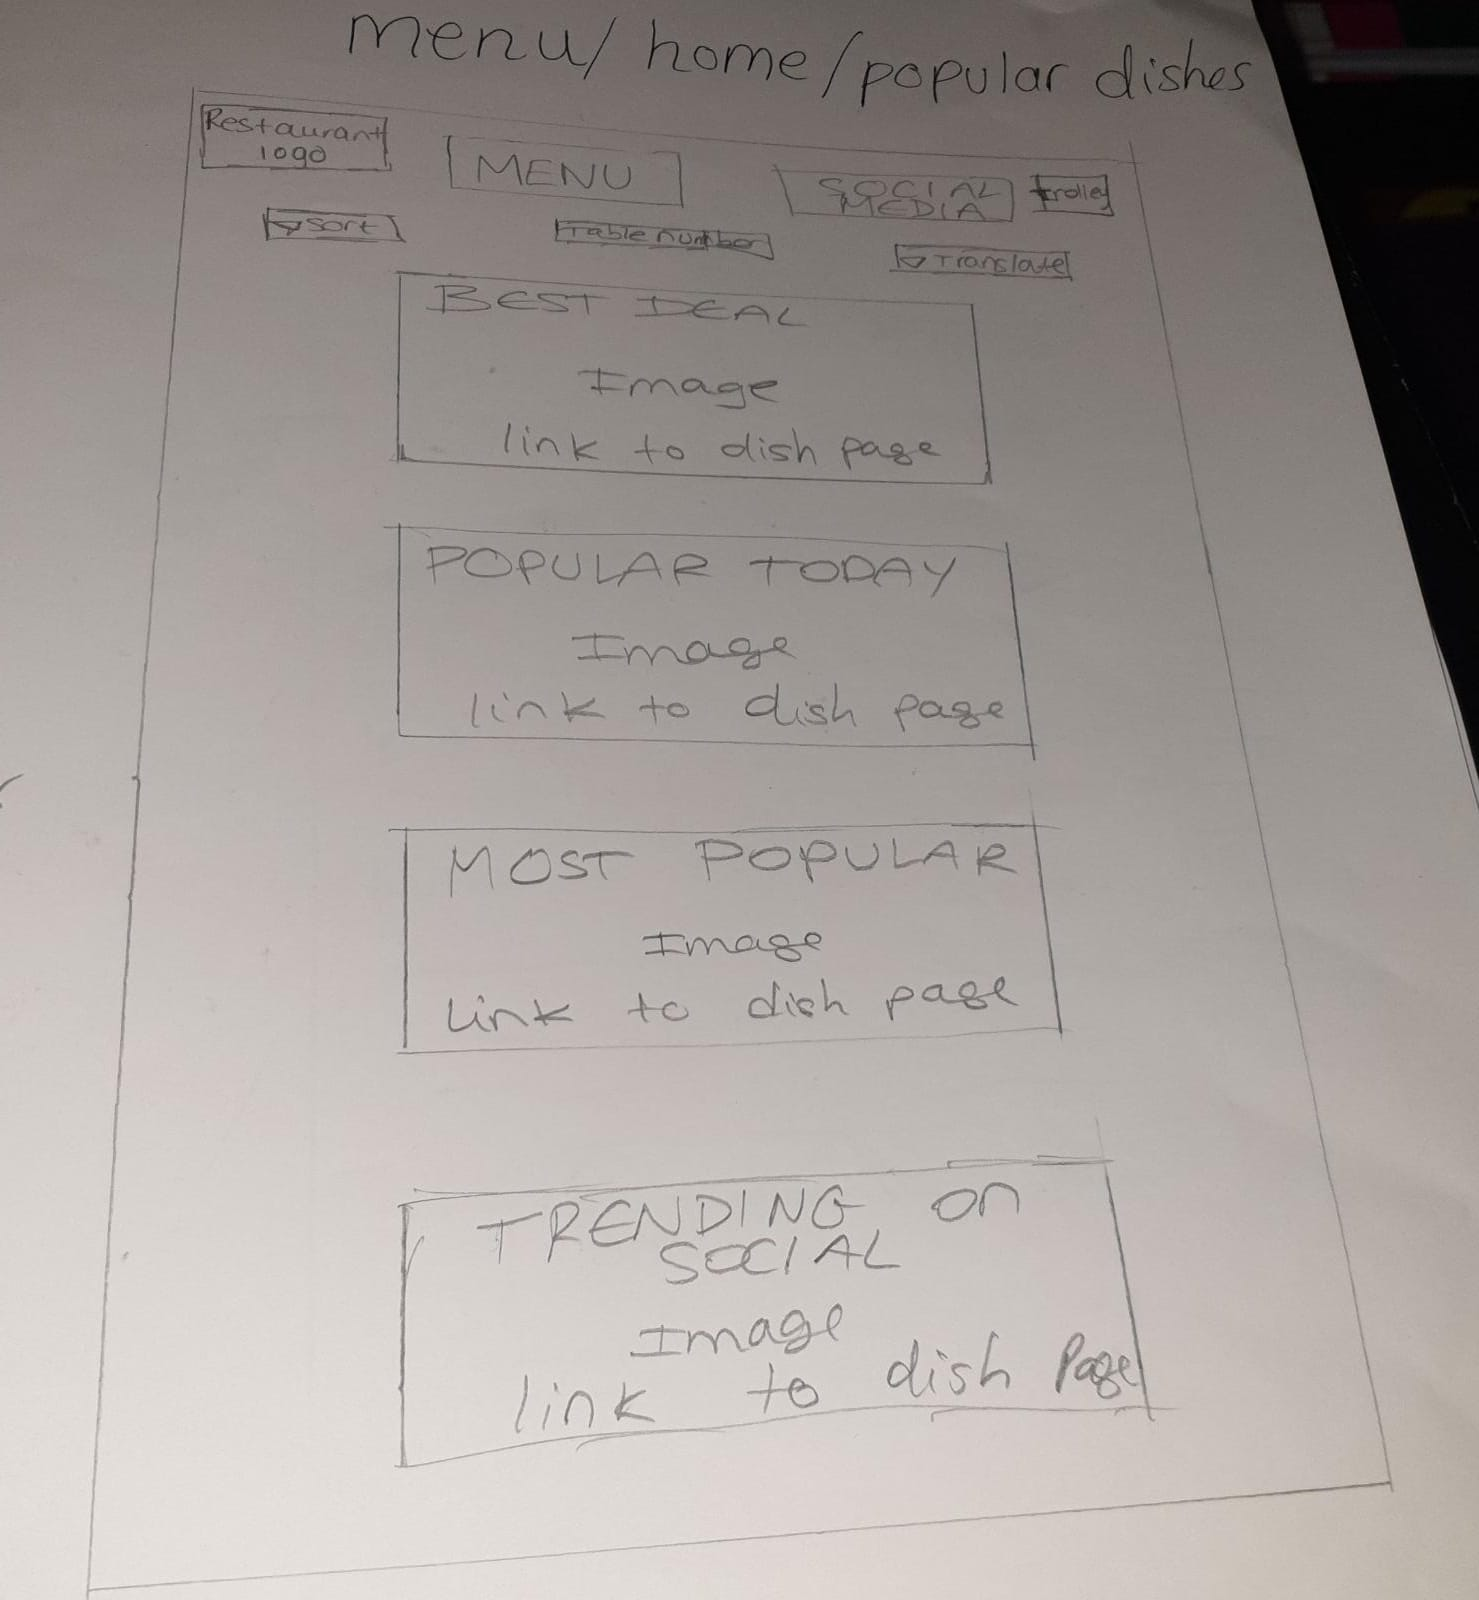 menu/home/popular dishes
Restaurant
logo
MENU
SOCIAL
MEDIA
trolley
sort
Table number
Translate
BEST DEAL
Image
link to dish page
POPULAR TODAY
Image
link to dish page
MOST POPULAR
Image
Link to dish page
TRENDING on
SOCIAL
Image
link to dish Page